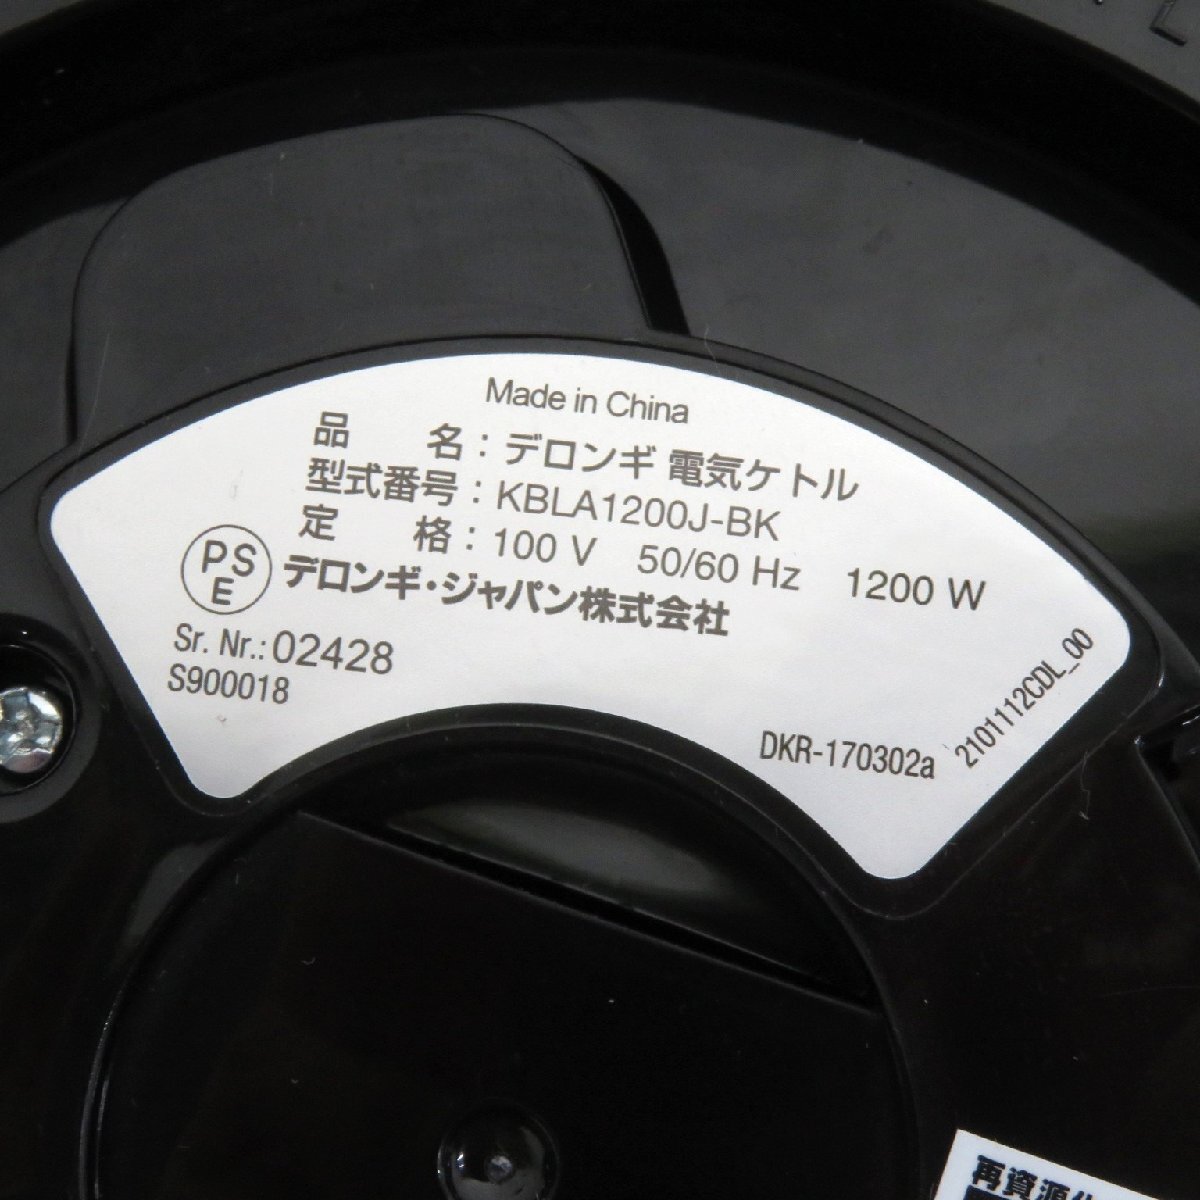 Made in China
品 名：デロンギ 電気ケトル
型式番号：KBLA1200J-BK
定 格：100 V 50/60 Hz 1200 W
PSE デロンギ・ジャパン株式会社
Sr. Nr.: 02428
S900018
DKR-170302a
2101112CDL_00
再資源化